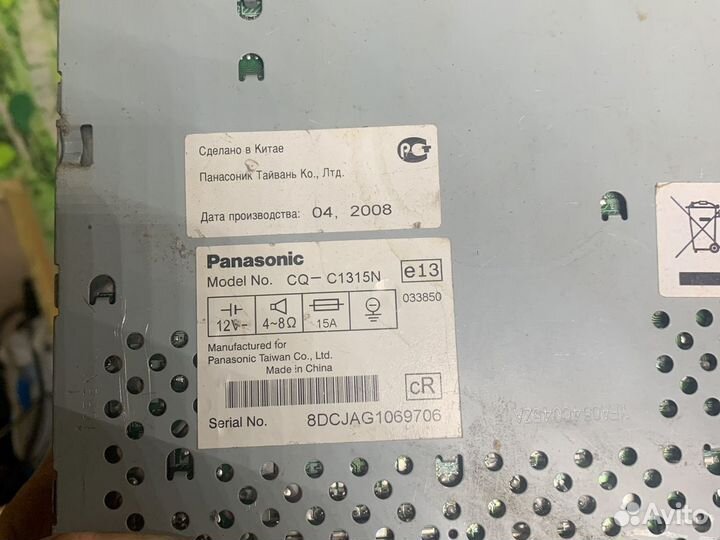 Сделано в Китае
Панасоник Тайвань Ко., Лтд.
Дата производства: 04, 2008
Panasonic
Model No. CQ-C1315N
e13
033850
12V
4~8Ω
15A
Manufactured for
Panasonic Taiwan Co., Ltd.
Made in China
cR
Serial No. 8DCJAG1069706
Avito